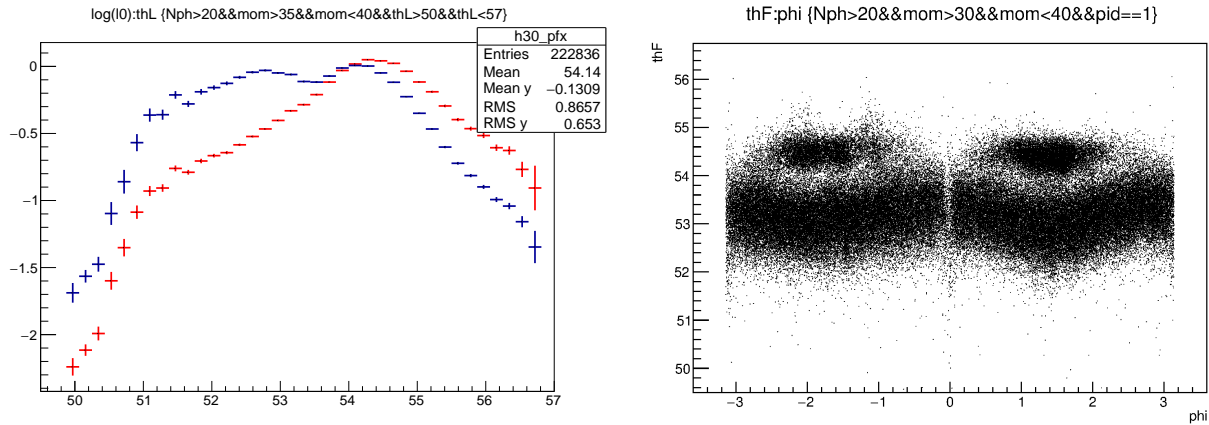 log(l0):thL {Nph>20&&mom>35&&mom<40&&thL>50&&thL<57}
h30_pfx
Entries 222836
Mean 54.14
Mean y −0.1309
RMS 0.8657
RMS y 0.653
0
−0.5
−1
−1.5
−2
50 51 52 53 54 55 56 57
thF:phi {Nph>20&&mom>30&&mom<40&&pid==1}
thF
56
55
54
53
52
51
50
−3 −2 −1 0 1 2 3
phi